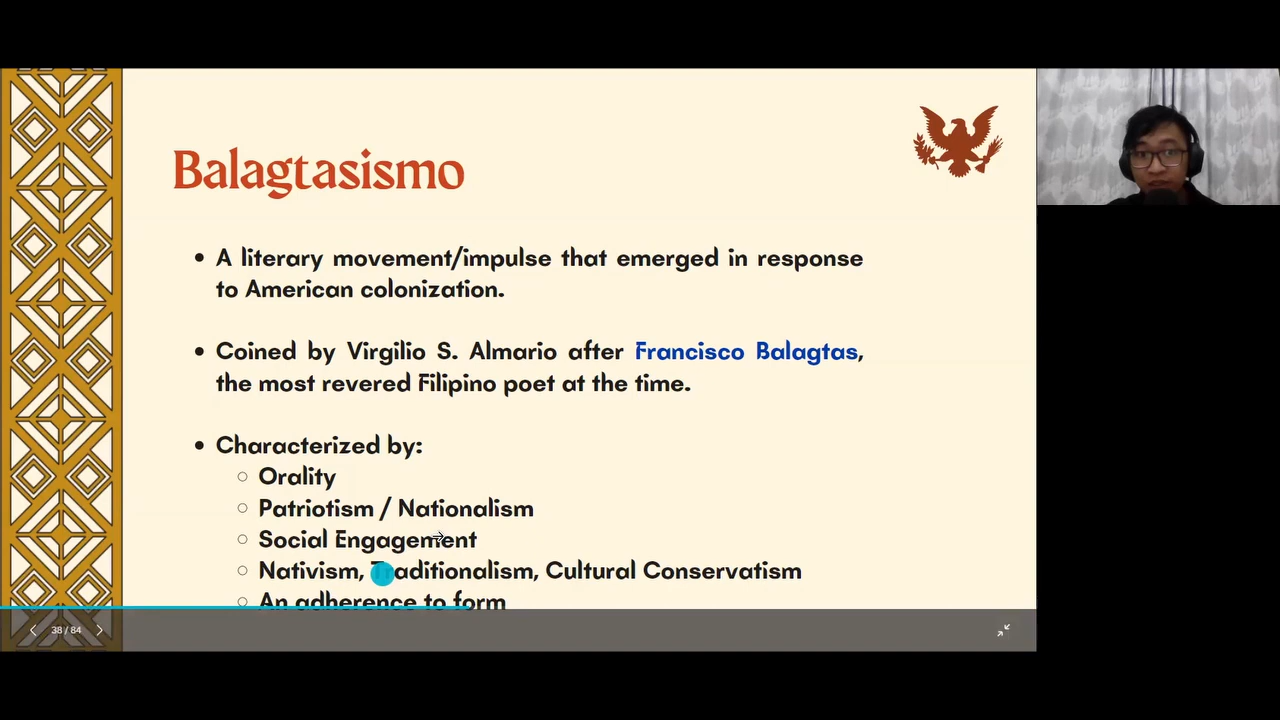 Balagtasismo
• A literary movement/impulse that emerged in response
to American colonization.
• Coined by Virgilio S. Almario after Francisco Balagtas,
the most revered Filipino poet at the time.
• Characterized by:
○ Orality
○ Patriotism / Nationalism
○ Social Engagement
○ Nativism, Traditionalism, Cultural Conservatism
○ An adherence to form
38 / 84